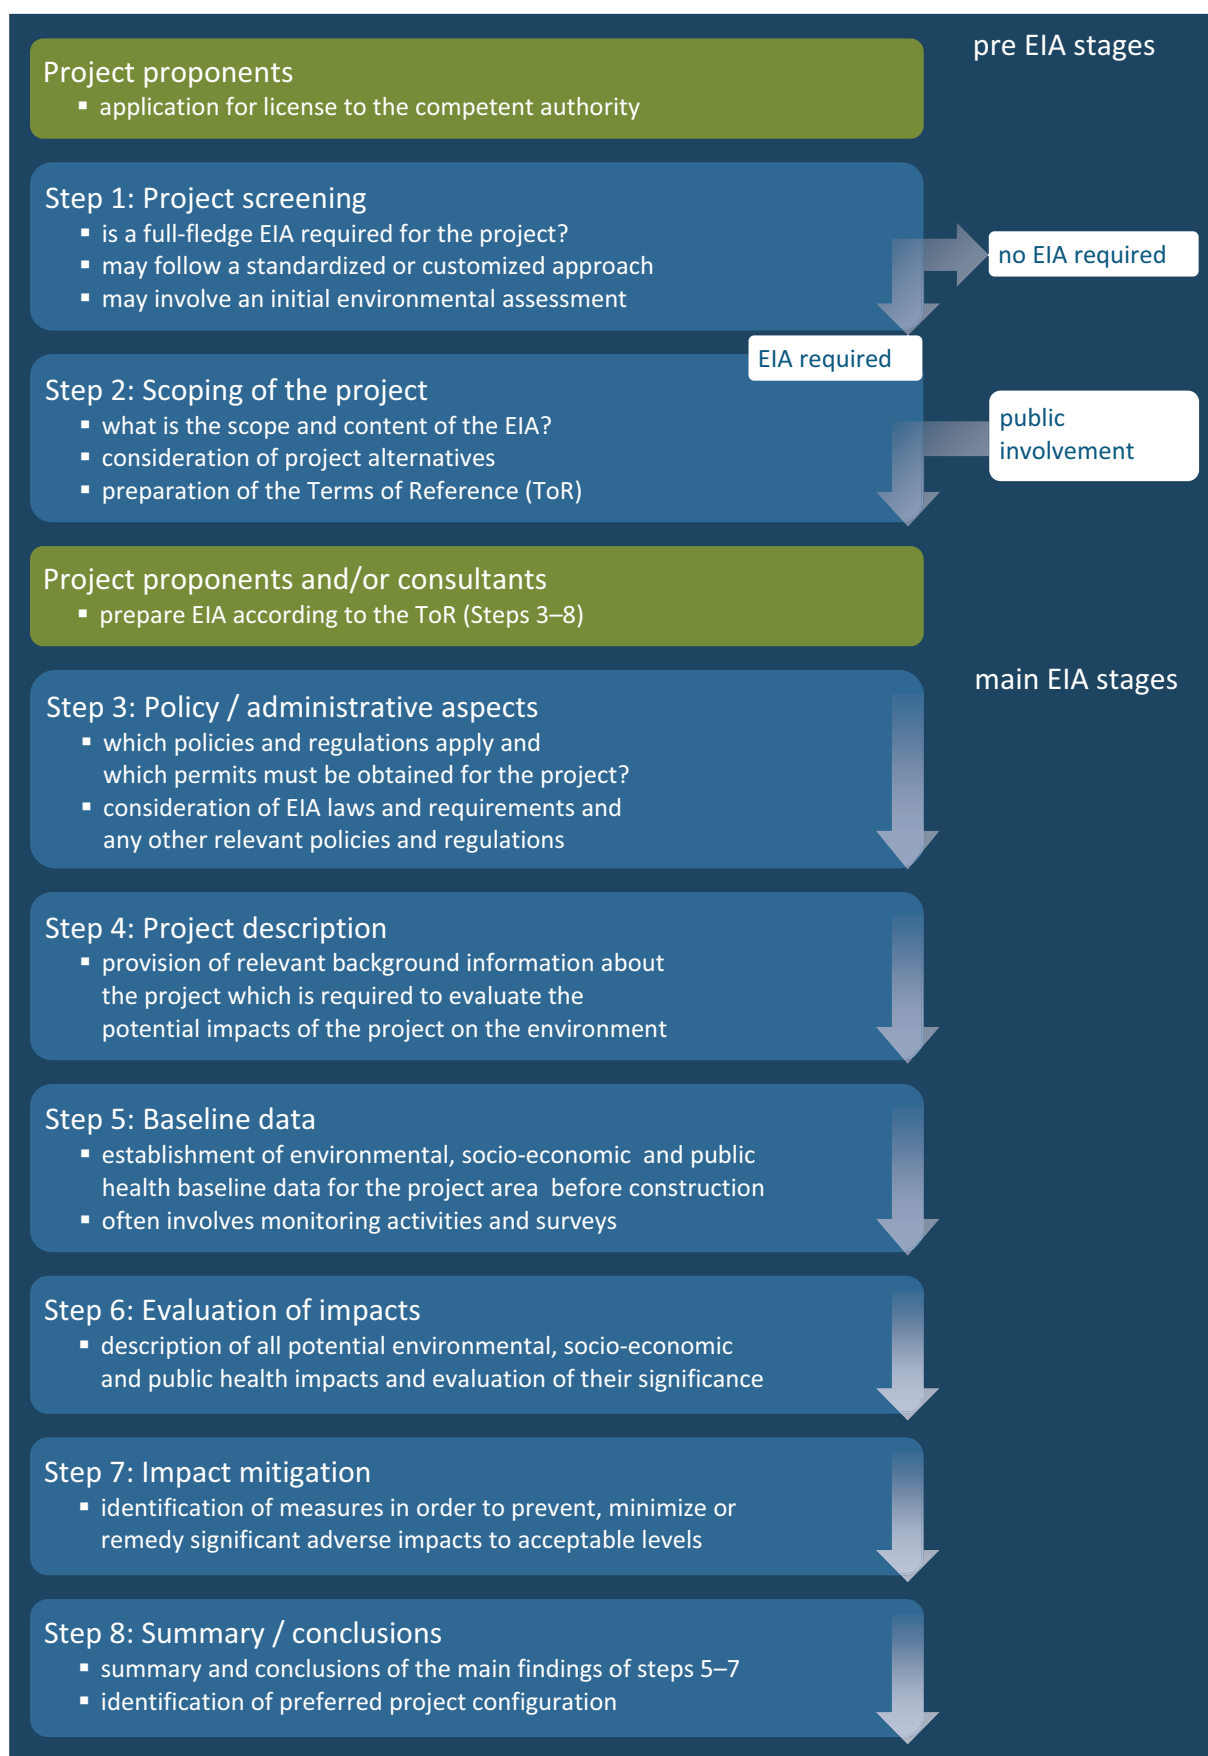 pre EIA stages
Project proponents
▪ application for license to the competent authority
Step 1: Project screening
▪ is a full-fledge EIA required for the project?
▪ may follow a standardized or customized approach
▪ may involve an initial environmental assessment
no EIA required
EIA required
Step 2: Scoping of the project
▪ what is the scope and content of the EIA?
▪ consideration of project alternatives
▪ preparation of the Terms of Reference (ToR)
public
involvement
Project proponents and/or consultants
▪ prepare EIA according to the ToR (Steps 3–8)
main EIA stages
Step 3: Policy / administrative aspects
▪ which policies and regulations apply and
which permits must be obtained for the project?
▪ consideration of EIA laws and requirements and
any other relevant policies and regulations
Step 4: Project description
▪ provision of relevant background information about
the project which is required to evaluate the
potential impacts of the project on the environment
Step 5: Baseline data
▪ establishment of environmental, socio-economic and public
health baseline data for the project area before construction
▪ often involves monitoring activities and surveys
Step 6: Evaluation of impacts
▪ description of all potential environmental, socio-economic
and public health impacts and evaluation of their significance
Step 7: Impact mitigation
▪ identification of measures in order to prevent, minimize or
remedy significant adverse impacts to acceptable levels
Step 8: Summary / conclusions
▪ summary and conclusions of the main findings of steps 5–7
▪ identification of preferred project configuration